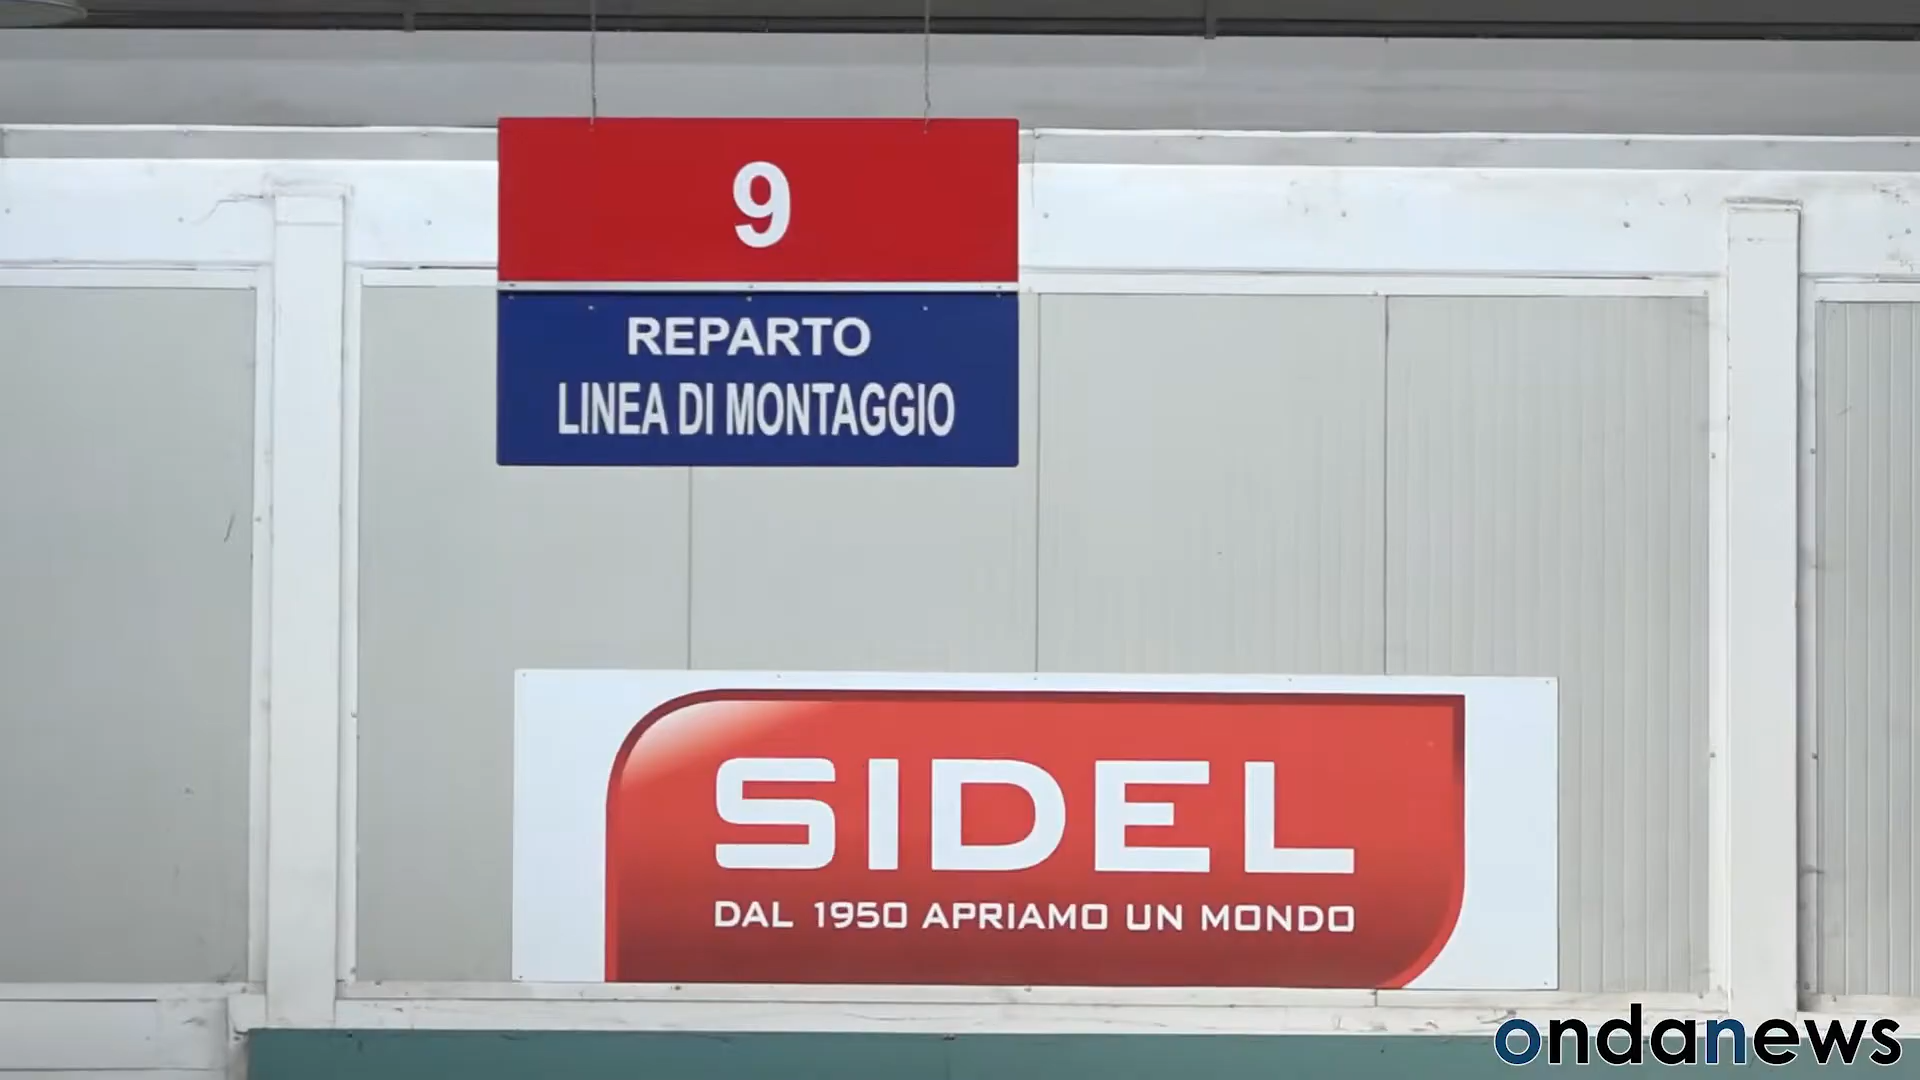 9
REPARTO
LINEA DI MONTAGGIO
SIDEL
DAL 1950 APRIAMO UN MONDO
ondanews